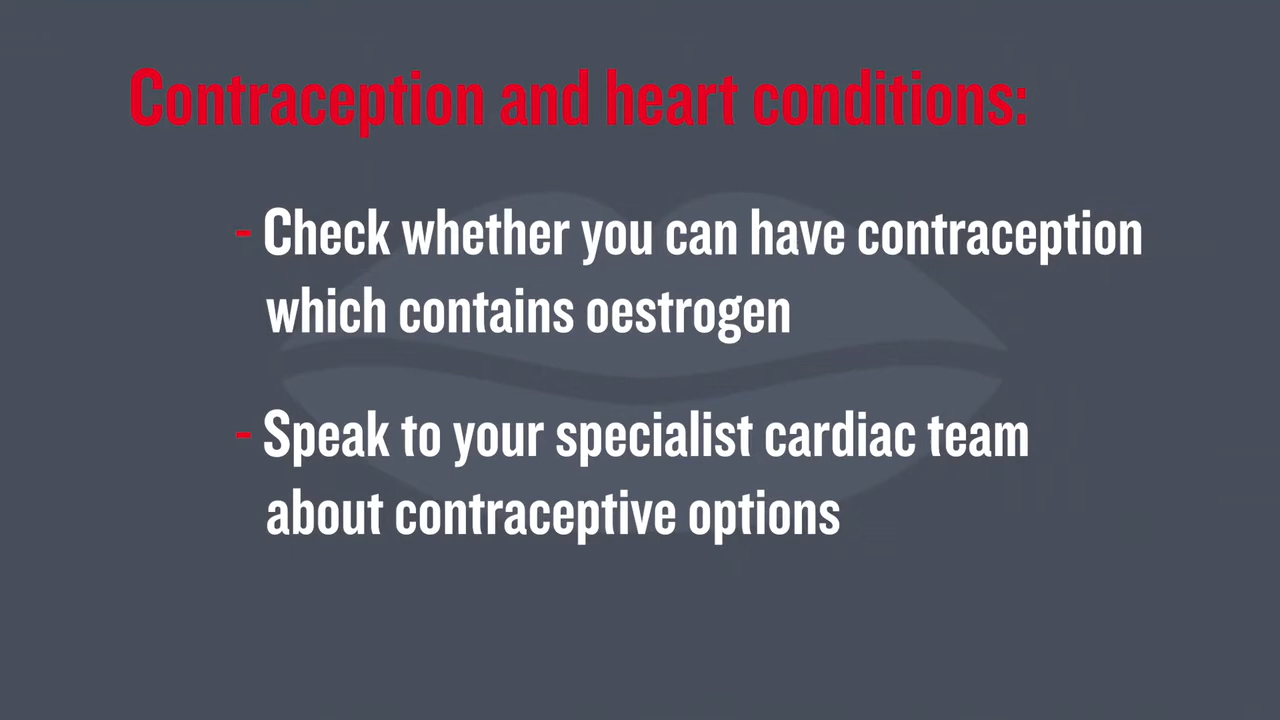 Contraception and heart conditions:
- Check whether you can have contraception
which contains oestrogen
- Speak to your specialist cardiac team
about contraceptive options